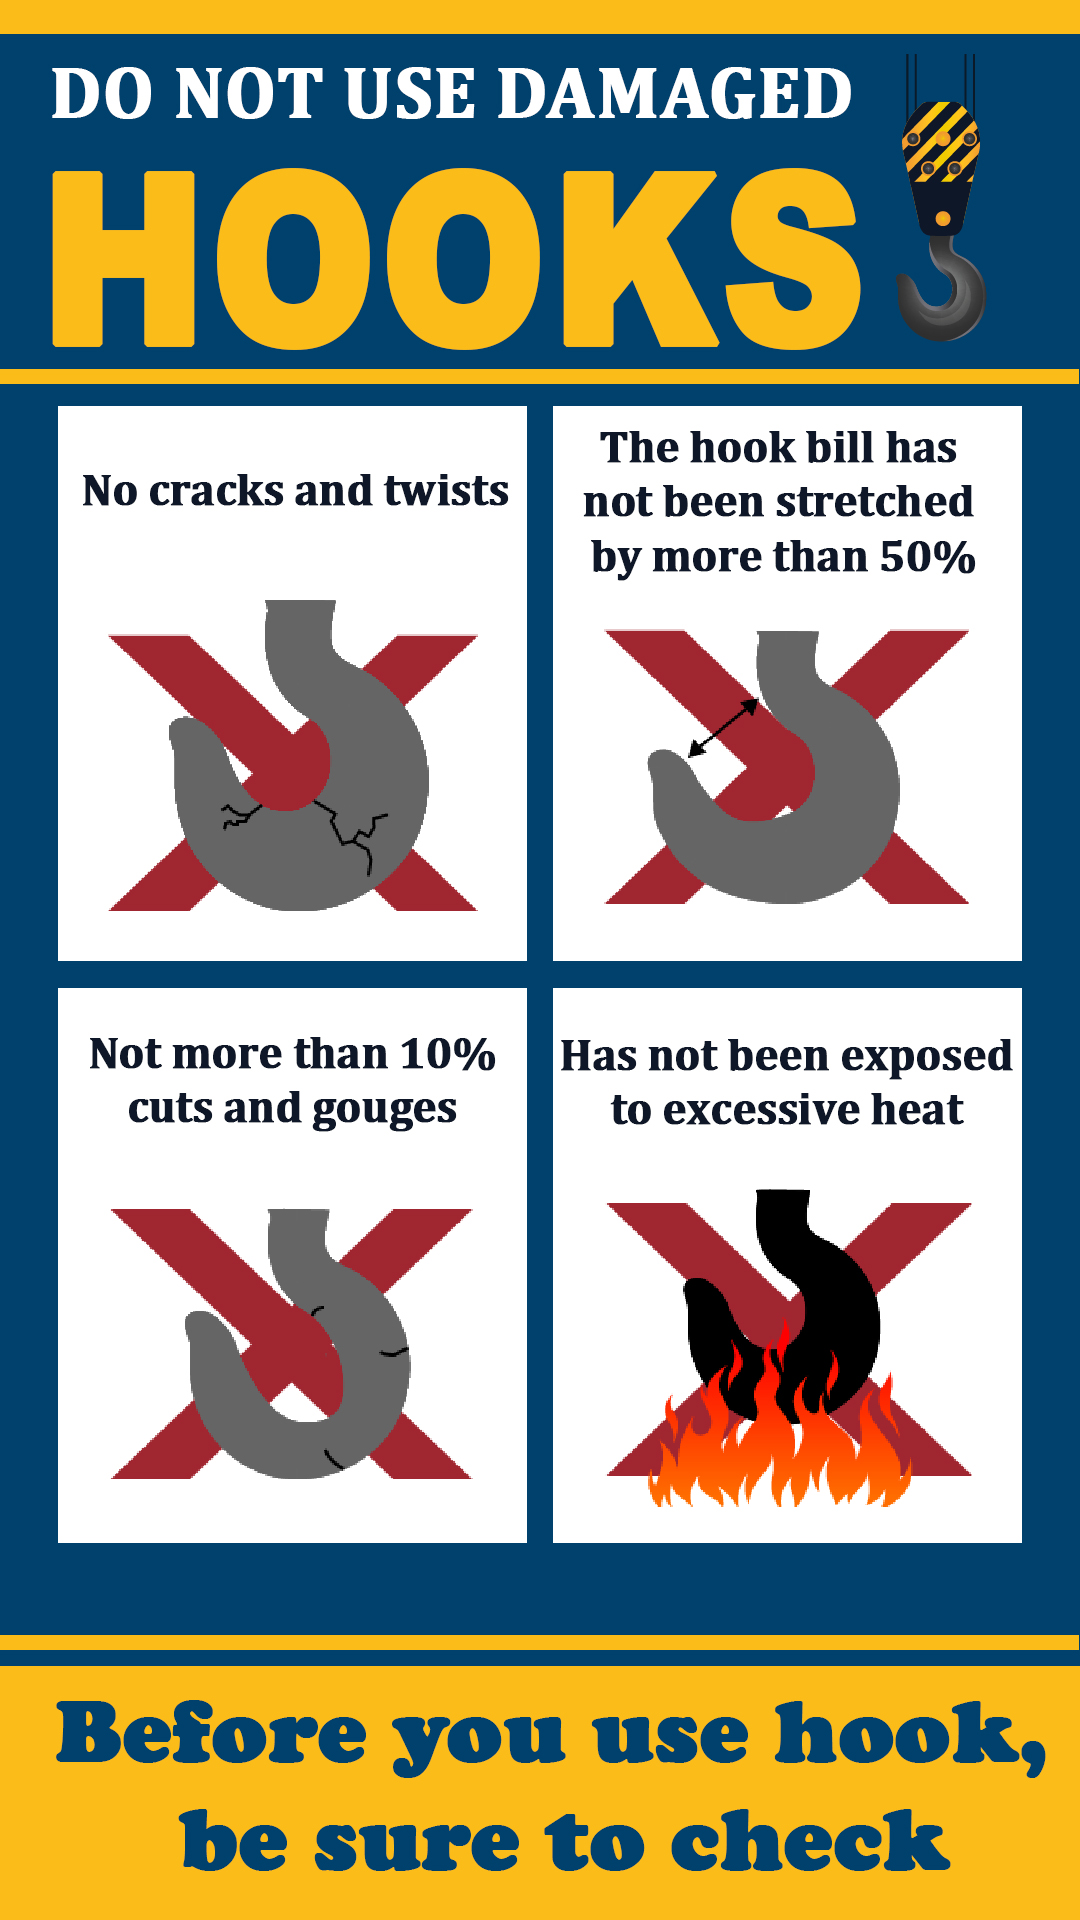 DO NOT USE DAMAGED
HOOKS
No cracks and twists
The hook bill has
not been stretched
by more than 50%
Not more than 10%
cuts and gouges
Has not been exposed
to excessive heat
Before you use hook,
be sure to check